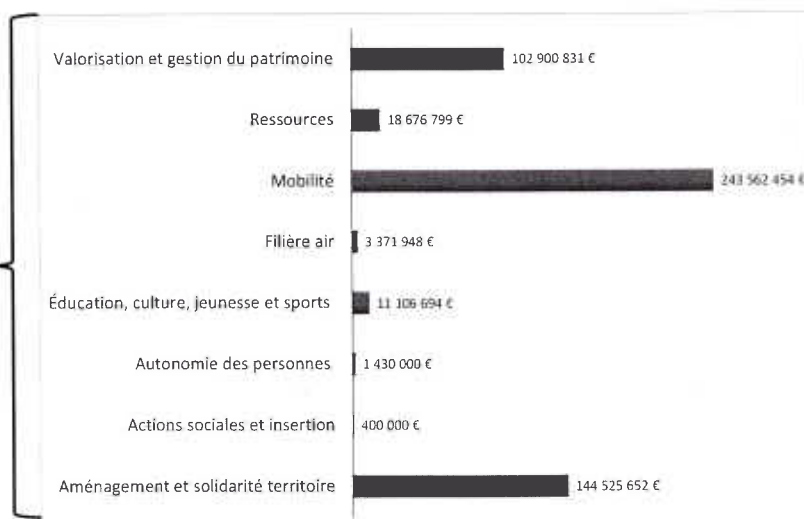 Valorisation et gestion du patrimoine 102 900 831 €
Ressources 18 676 799 €
Mobilité 243 562 454 €
Filière air 3 371 948 €
Éducation, culture, jeunesse et sports 11 106 694 €
Autonomie des personnes 1 430 000 €
Actions sociales et insertion 400 000 €
Aménagement et solidarité territoire 144 525 652 €